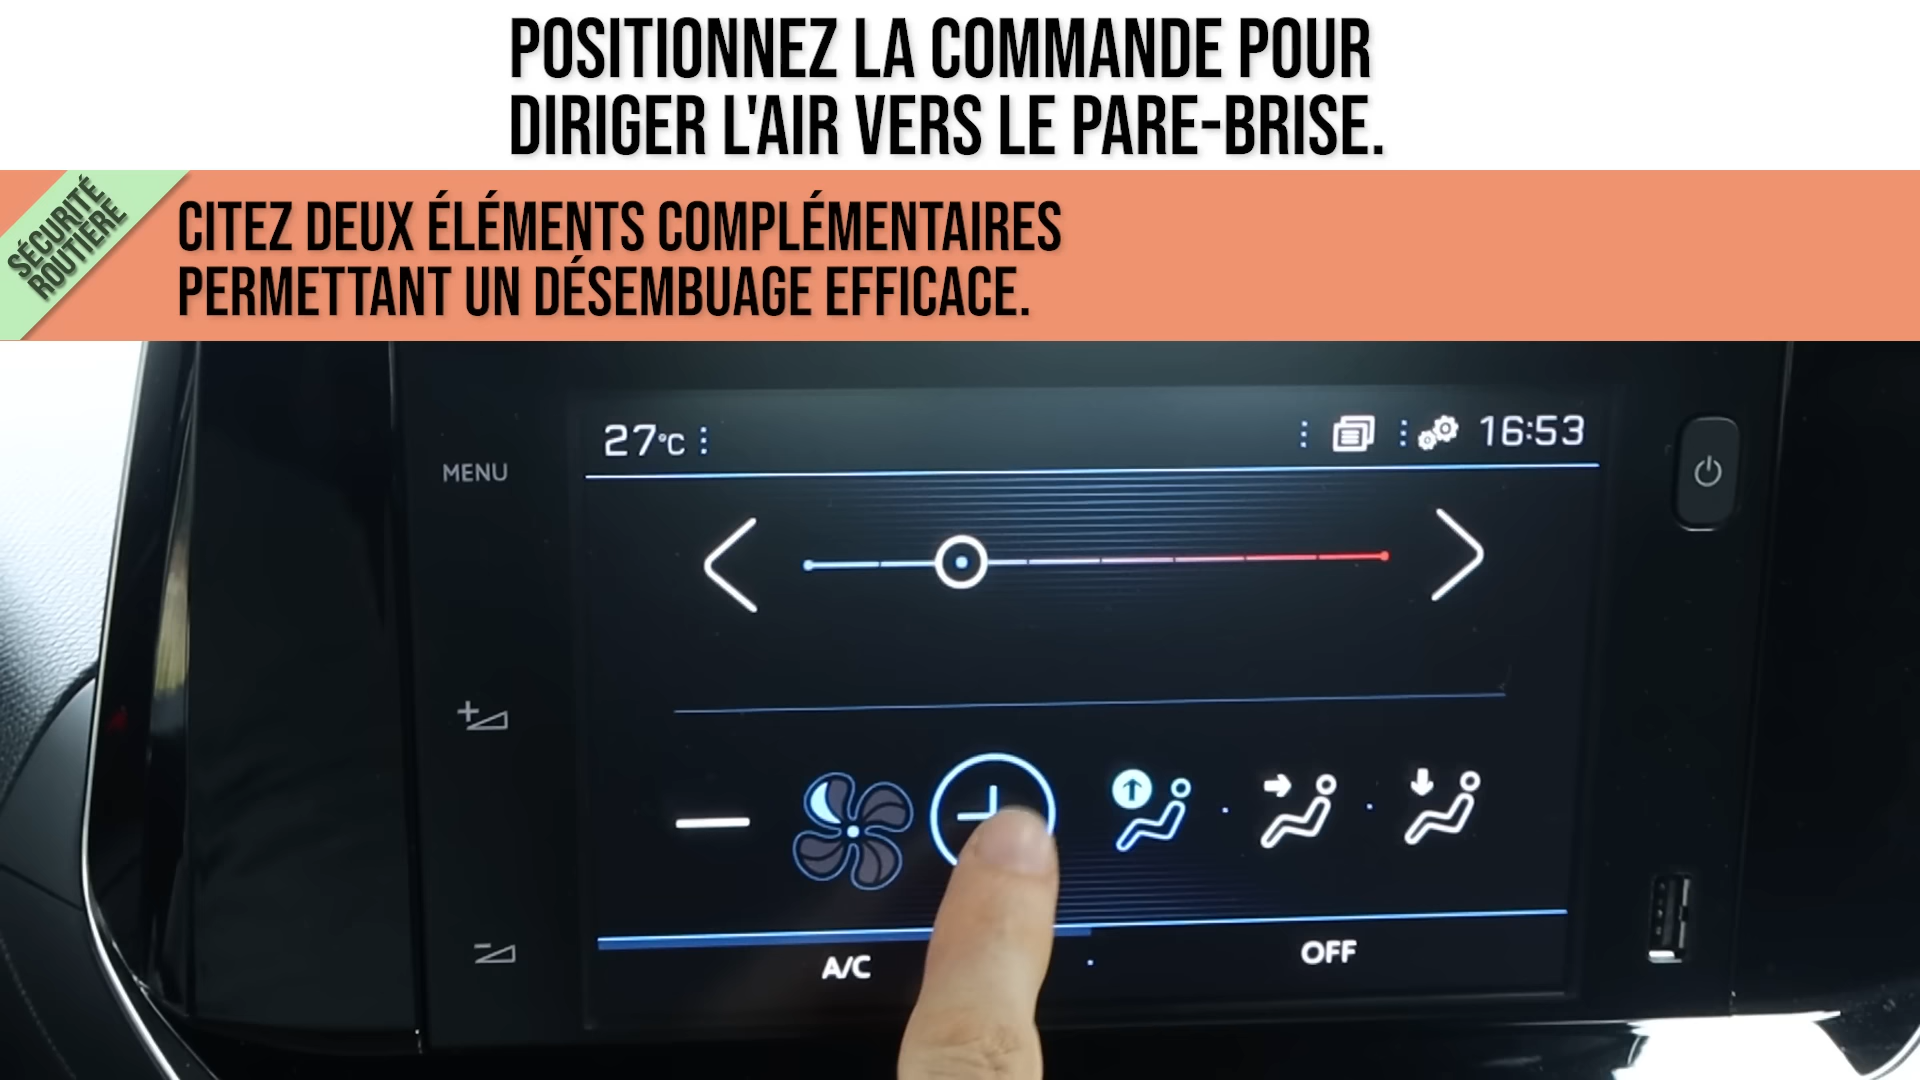 POSITIONNEZ LA COMMANDE POUR
DIRIGER L'AIR VERS LE PARE-BRISE.
SÉCURITÉ
ROUTIÈRE
CITEZ DEUX ÉLÉMENTS COMPLÉMENTAIRES
PERMETTANT UN DÉSEMBUAGE EFFICACE.
27°C
16:53
MENU
A/C
OFF